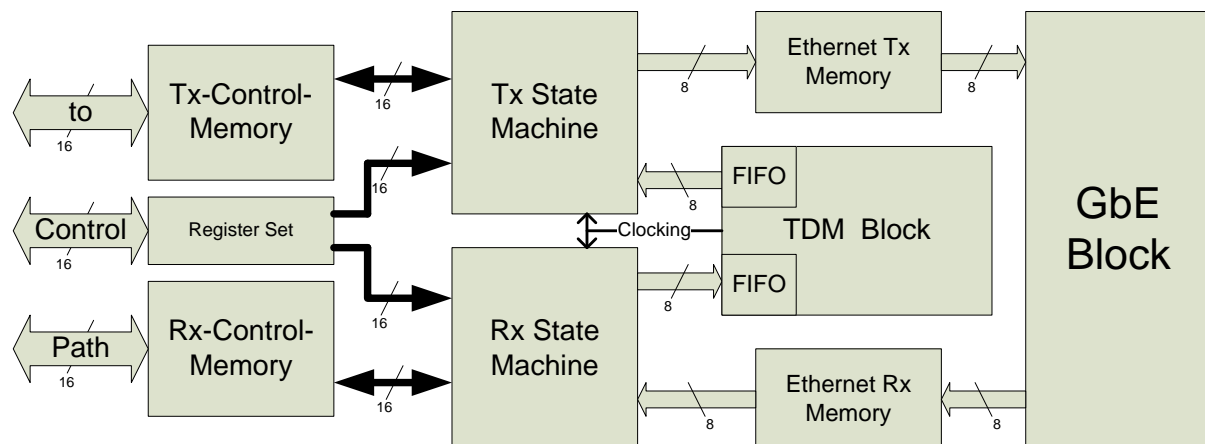 to
16
Tx-Control-
Memory
16
Tx State
Machine
8
Ethernet Tx
Memory
8
Control
16
Register Set
16
16
8
FIFO
TDM Block
FIFO
Clocking
8
GbE
Block
Path
16
Rx-Control-
Memory
16
Rx State
Machine
8
Ethernet Rx
Memory
8